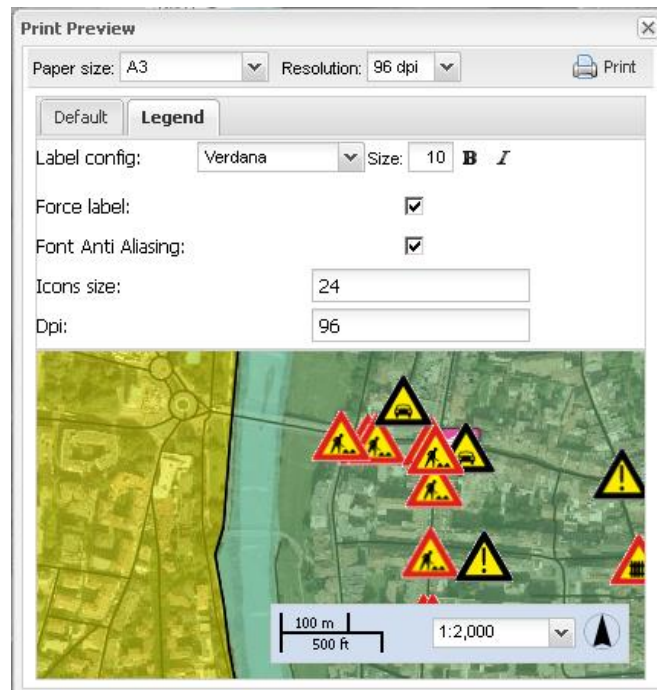 Print Preview
Paper size: A3 Resolution: 96 dpi Print
Default Legend
Label config: Verdana Size: 10 B I
Force label:
Font Anti Aliasing:
Icons size: 24
Dpi: 96
100 m
500 ft
1:2,000